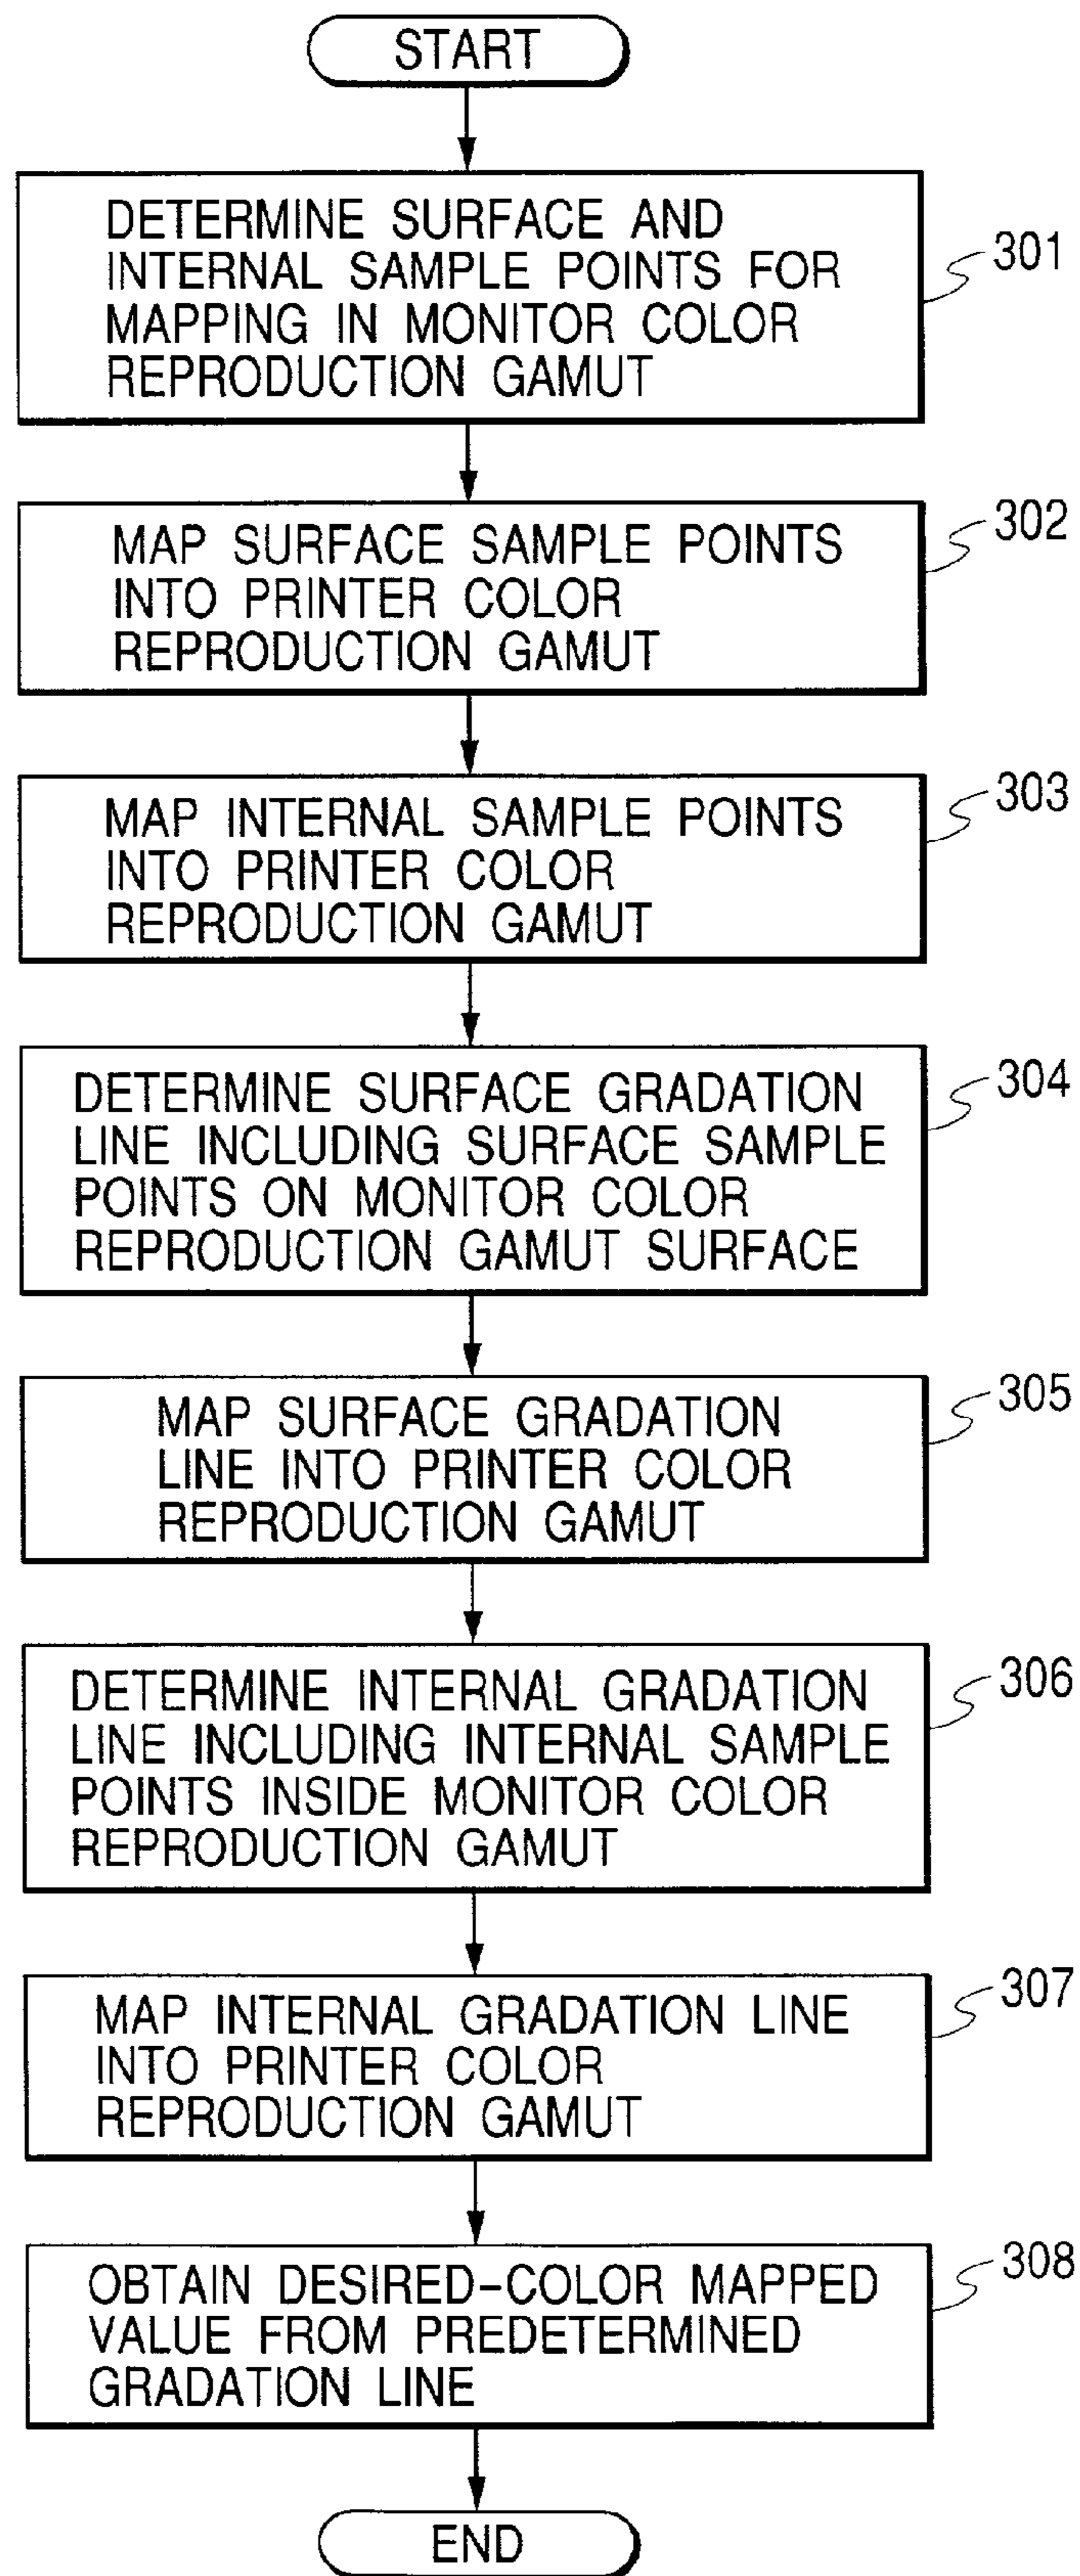 START
DETERMINE SURFACE AND
INTERNAL SAMPLE POINTS FOR
MAPPING IN MONITOR COLOR
REPRODUCTION GAMUT
301
MAP SURFACE SAMPLE POINTS
INTO PRINTER COLOR
REPRODUCTION GAMUT
302
MAP INTERNAL SAMPLE POINTS
INTO PRINTER COLOR
REPRODUCTION GAMUT
303
DETERMINE SURFACE GRADATION
LINE INCLUDING SURFACE SAMPLE
POINTS ON MONITOR COLOR
REPRODUCTION GAMUT SURFACE
304
MAP SURFACE GRADATION
LINE INTO PRINTER COLOR
REPRODUCTION GAMUT
305
DETERMINE INTERNAL GRADATION
LINE INCLUDING INTERNAL SAMPLE
POINTS INSIDE MONITOR COLOR
REPRODUCTION GAMUT
306
MAP INTERNAL GRADATION LINE
INTO PRINTER COLOR
REPRODUCTION GAMUT
307
OBTAIN DESIRED-COLOR MAPPED
VALUE FROM PREDETERMINED
GRADATION LINE
308
END